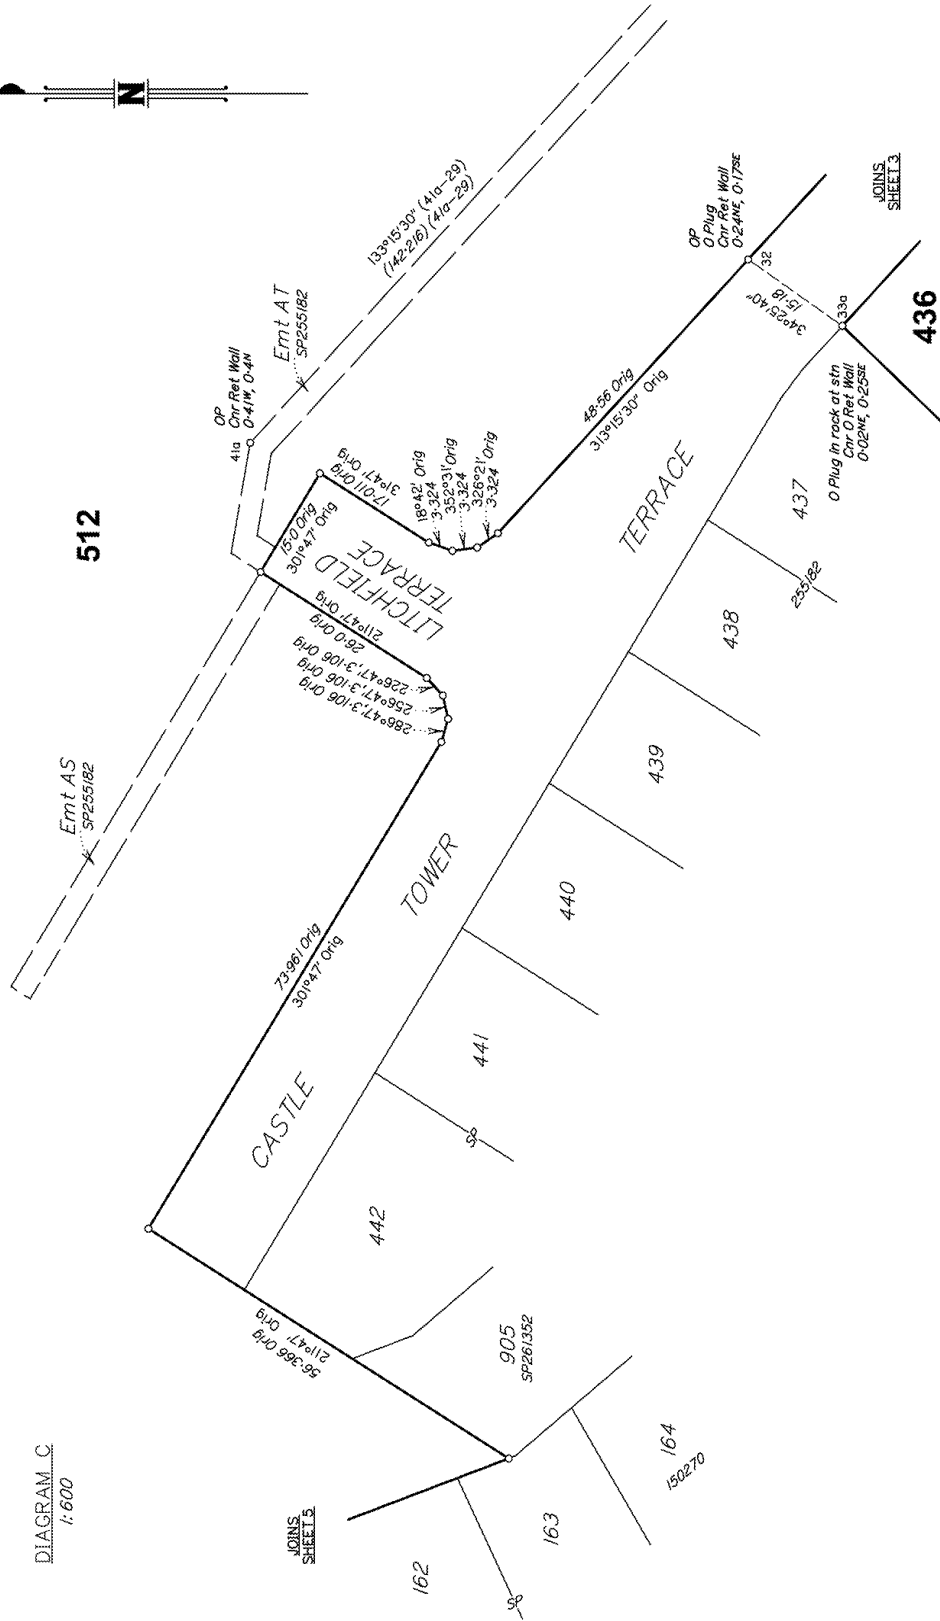 DIAGRAM C
1:600
JOINS
SHEET 5
162
163
164
150270
SP
905
SP261352
56·366 Orig
211°47' Orig
442
SP
441
440
439
438
437
255182
436
CASTLE
TOWER
TERRACE
73·961 Orig
301°47' Orig
Emt AS
SP255182
512
286°47', 3·106 Orig
256°47', 3·106 Orig
226°47', 3·106 Orig
26·0 Orig
211°47' Orig
LITCHFIELD
TERRACE
15·0 Orig
301°47' Orig
17·011 Orig
31°47' Orig
18°42' Orig
3·324
352°31' Orig
3·324
326°21' Orig
3·324
41a
OP
Cnr Ret Wall
0·41W, 0·4N
Emt AT
SP255182
133°15'30" (41a-29)
(142·216) (41a-29)
48·56 Orig
313°15'30" Orig
OP
O Plug
Cnr Ret Wall
0·24NE, 0·17SE
32
34°25'40"
15·18
33a
O Plug in rock at stn
Cnr O Ret Wall
0·02NE, 0·25SE
JOINS
SHEET 3
N